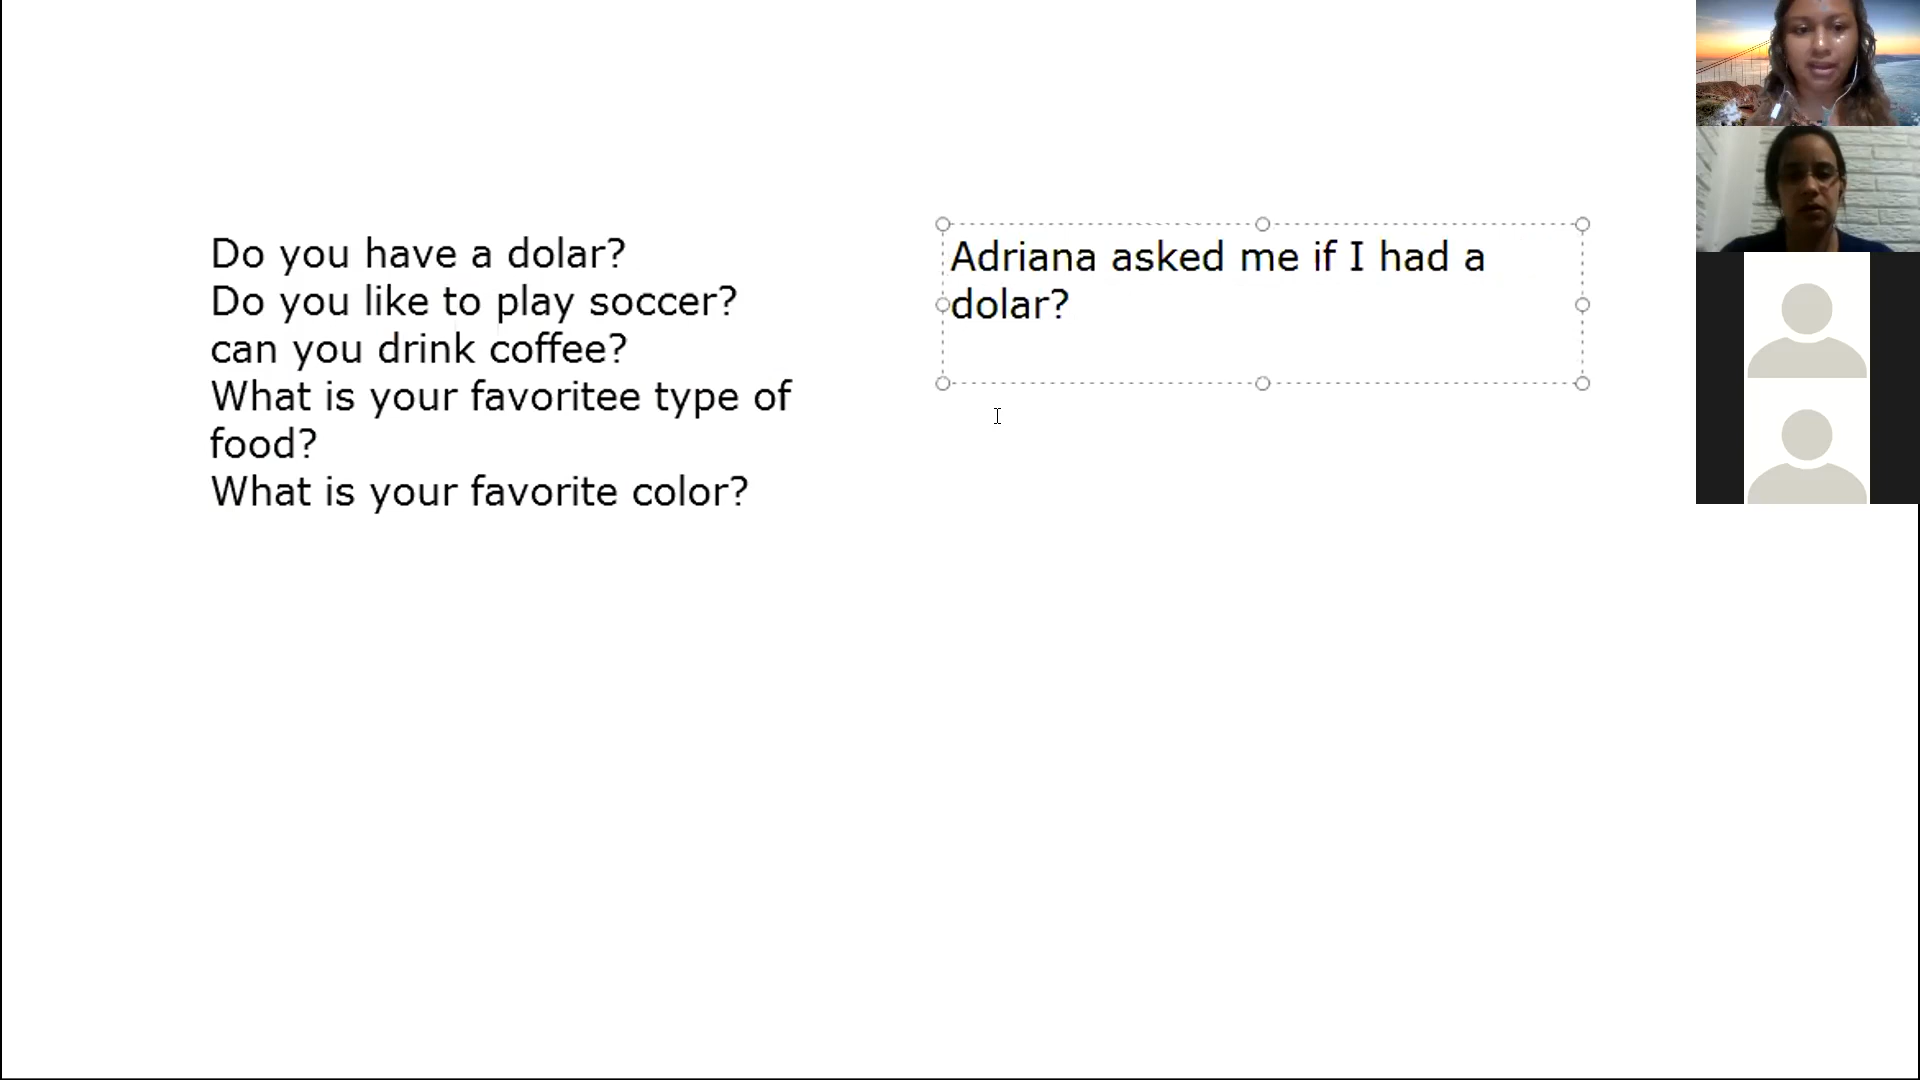 Do you have a dolar?
Do you like to play soccer?
can you drink coffee?
What is your favoritee type of
food?
What is your favorite color?
Adriana asked me if I had a
dolar?